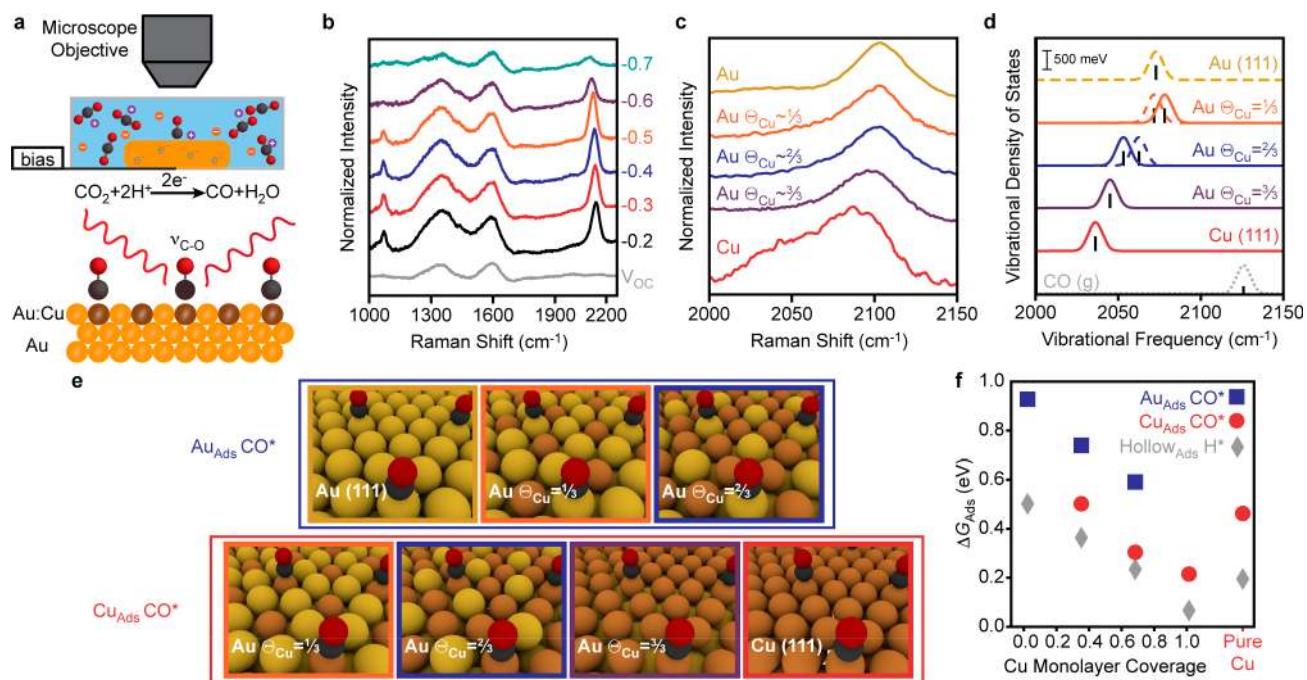 a
Microscope
Objective
bias
2e-
CO₂+2H⁺ → CO+H₂O
νC-O
Au:Cu
Au
b
Normalized Intensity
-0.7
-0.6
-0.5
-0.4
-0.3
-0.2
VOC
1000 1300 1600 1900 2200
Raman Shift (cm⁻¹)
c
Normalized Intensity
Au
Au ΘCu~⅓
Au ΘCu~⅔
Au ΘCu~3/3
Cu
2000 2050 2100 2150
Raman Shift (cm⁻¹)
d
Vibrational Density of States
500 meV
Au (111)
Au ΘCu=⅓
Au ΘCu=⅔
Au ΘCu=3/3
Cu (111)
CO (g)
2000 2050 2100 2150
Vibrational Frequency (cm⁻¹)
e
AuAds CO*
Au (111)
Au ΘCu=⅓
Au ΘCu=⅔
CuAds CO*
Au ΘCu=⅓
Au ΘCu=⅔
Au ΘCu=3/3
Cu (111)
f
1.0
0.8
0.6
0.4
0.2
0.0
ΔGAds (eV)
AuAds CO*
CuAds CO*
HollowAds H*
0.0 0.2 0.4 0.6 0.8 1.0
Pure
Cu
Cu Monolayer Coverage